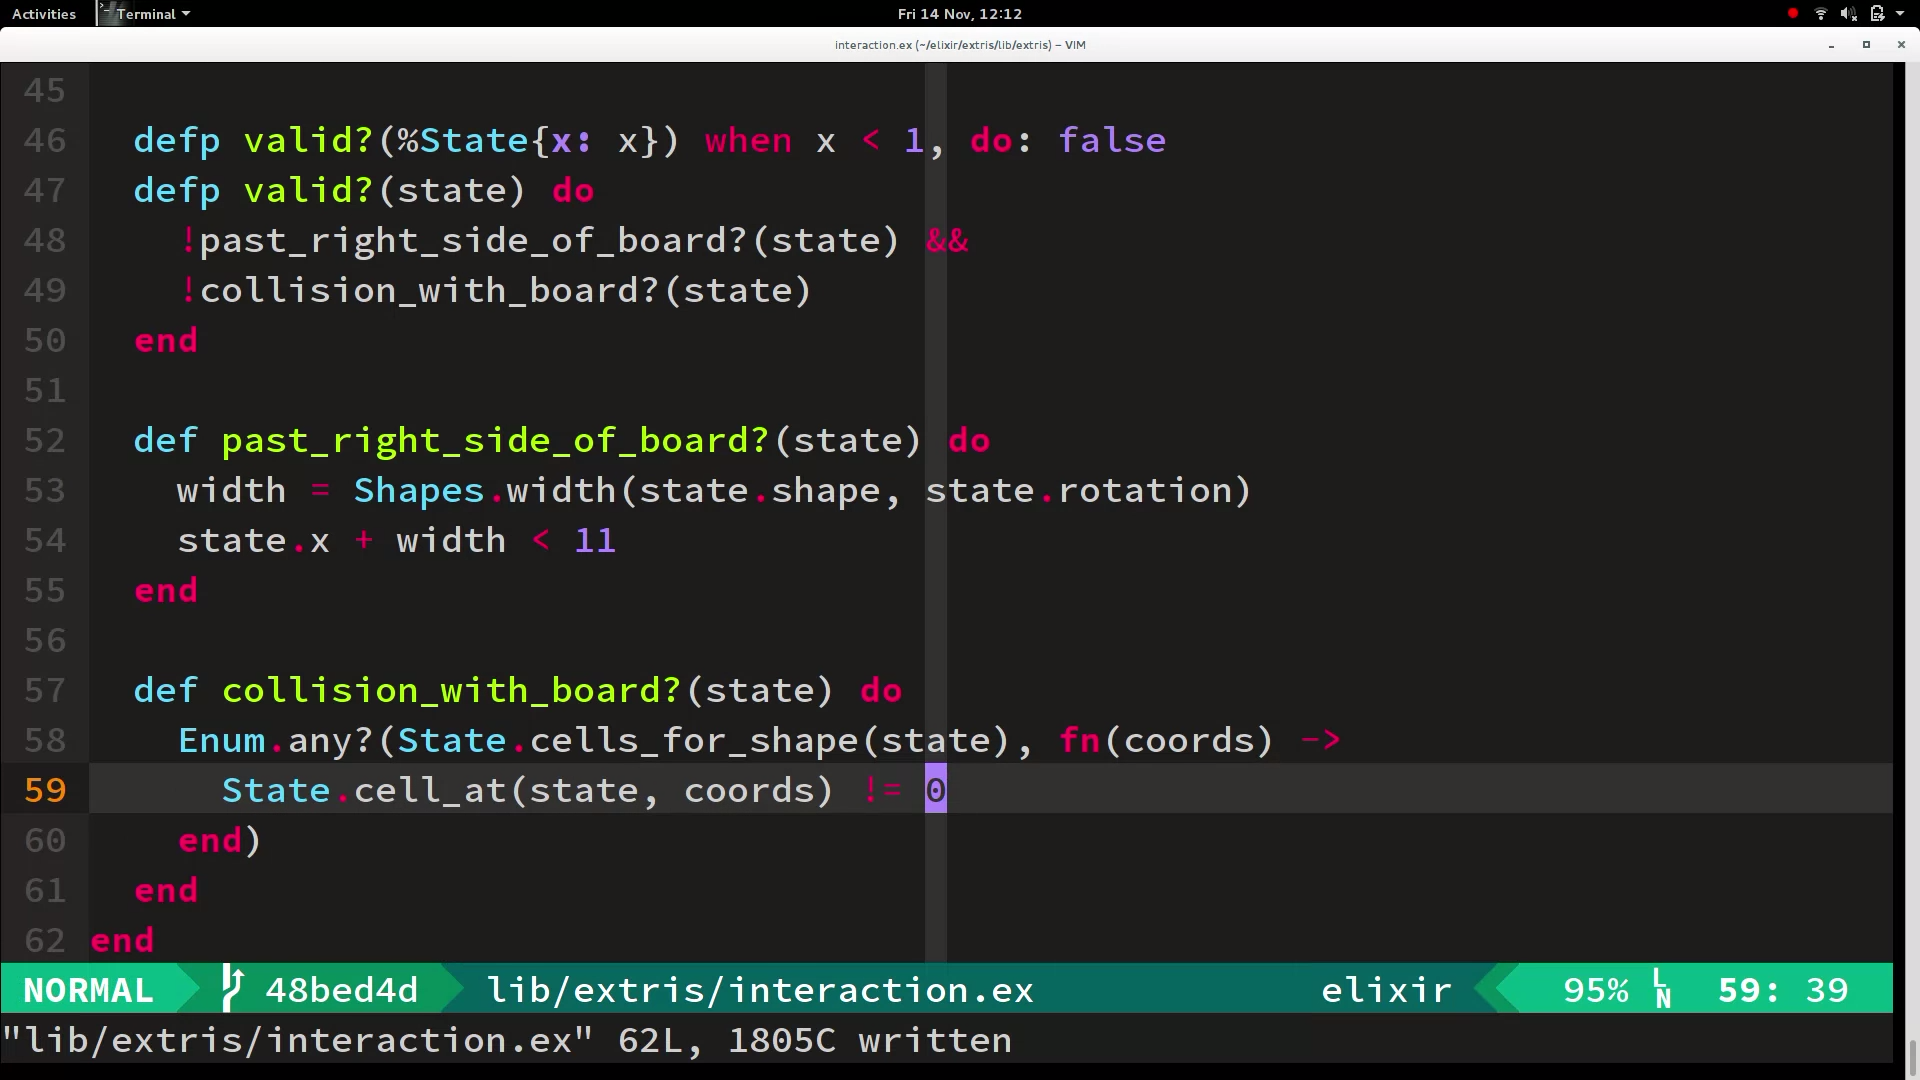 Activities Terminal Fri 14 Nov, 12:12
interaction.ex (~/elixir/extris/lib/extris) – VIM
45
46 defp valid?(%State{x: x}) when x < 1, do: false
47 defp valid?(state) do
48 !past_right_side_of_board?(state) &&
49 !collision_with_board?(state)
50 end
51
52 def past_right_side_of_board?(state) do
53 width = Shapes.width(state.shape, state.rotation)
54 state.x + width < 11
55 end
56
57 def collision_with_board?(state) do
58 Enum.any?(State.cells_for_shape(state), fn(coords) ->
59 State.cell_at(state, coords) != 0
60 end)
61 end
62 end
NORMAL 48bed4d lib/extris/interaction.ex elixir 95% LN 59: 39
"lib/extris/interaction.ex" 62L, 1805C written